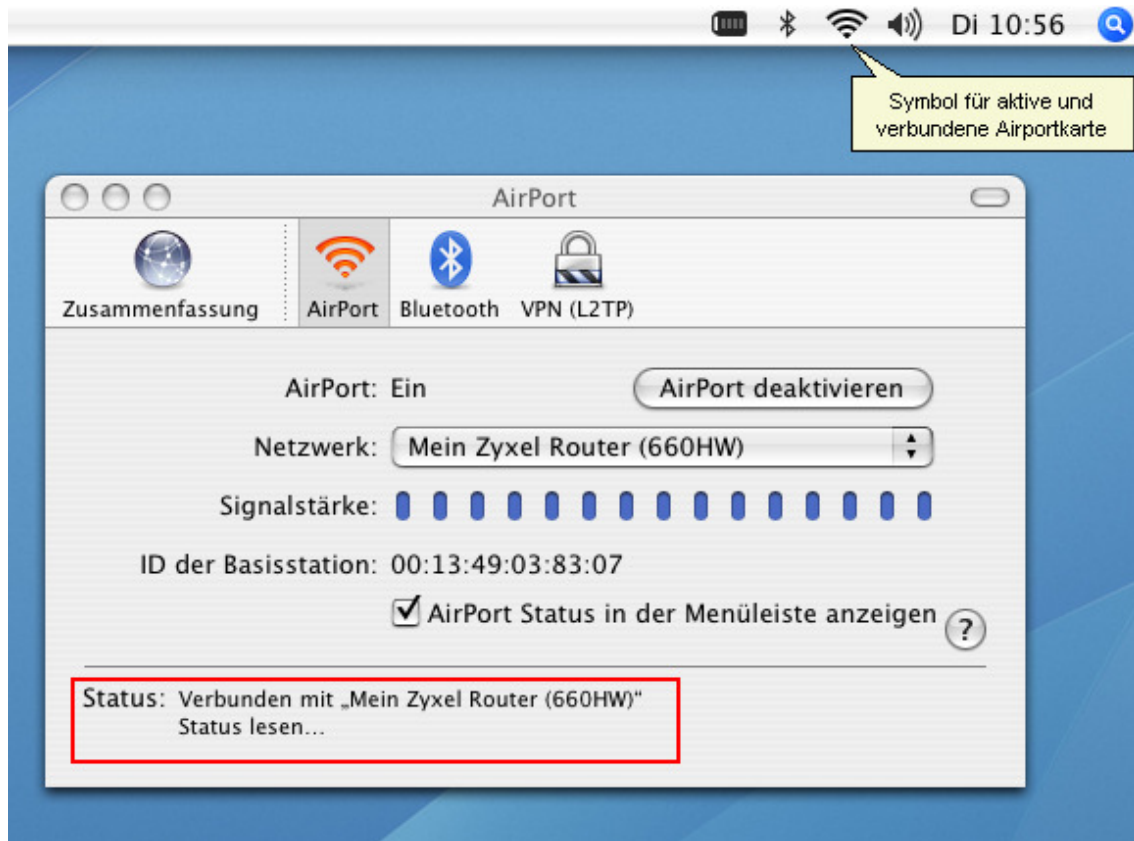 Di 10:56
Symbol für aktive und
verbundene Airportkarte
AirPort
Zusammenfassung
AirPort
Bluetooth
VPN (L2TP)
AirPort: Ein
AirPort deaktivieren
Netzwerk: Mein Zyxel Router (660HW)
Signalstärke:
ID der Basisstation: 00:13:49:03:83:07
AirPort Status in der Menüleiste anzeigen
?
Status: Verbunden mit „Mein Zyxel Router (660HW)“
Status lesen...